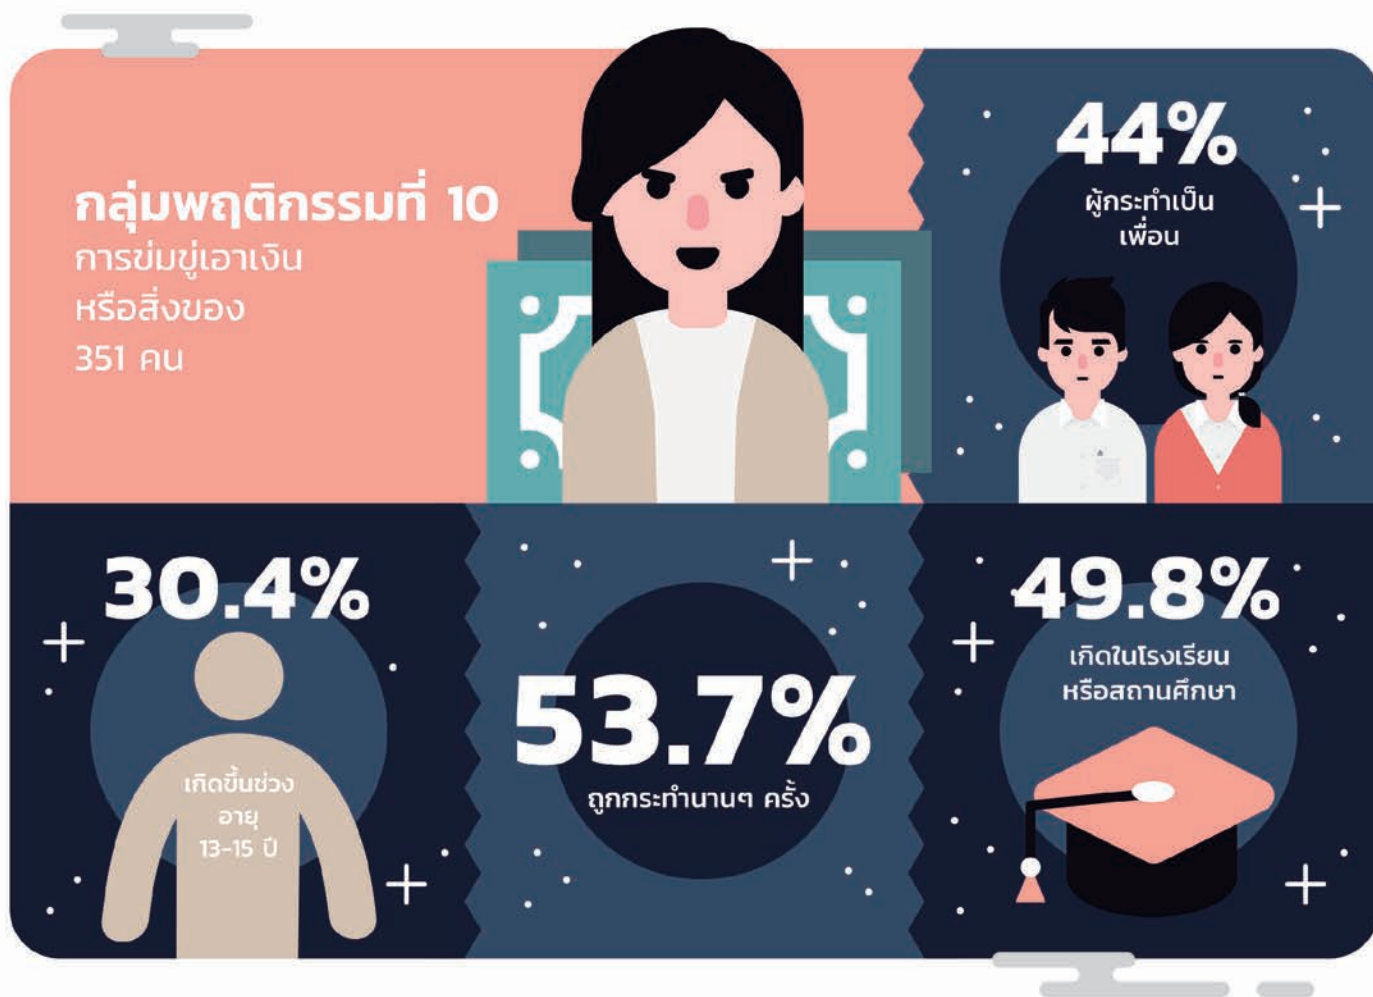 กลุ่มพฤติกรรมที่ 10
การข่มขู่เอาเงิน
หรือสิ่งของ
351 คน
44%
ผู้กระทำเป็น
เพื่อน
30.4%
เกิดขึ้นช่วง
อายุ
13-15 ปี
53.7%
ถูกกระทำนานๆ ครั้ง
49.8%
เกิดในโรงเรียน
หรือสถานศึกษา